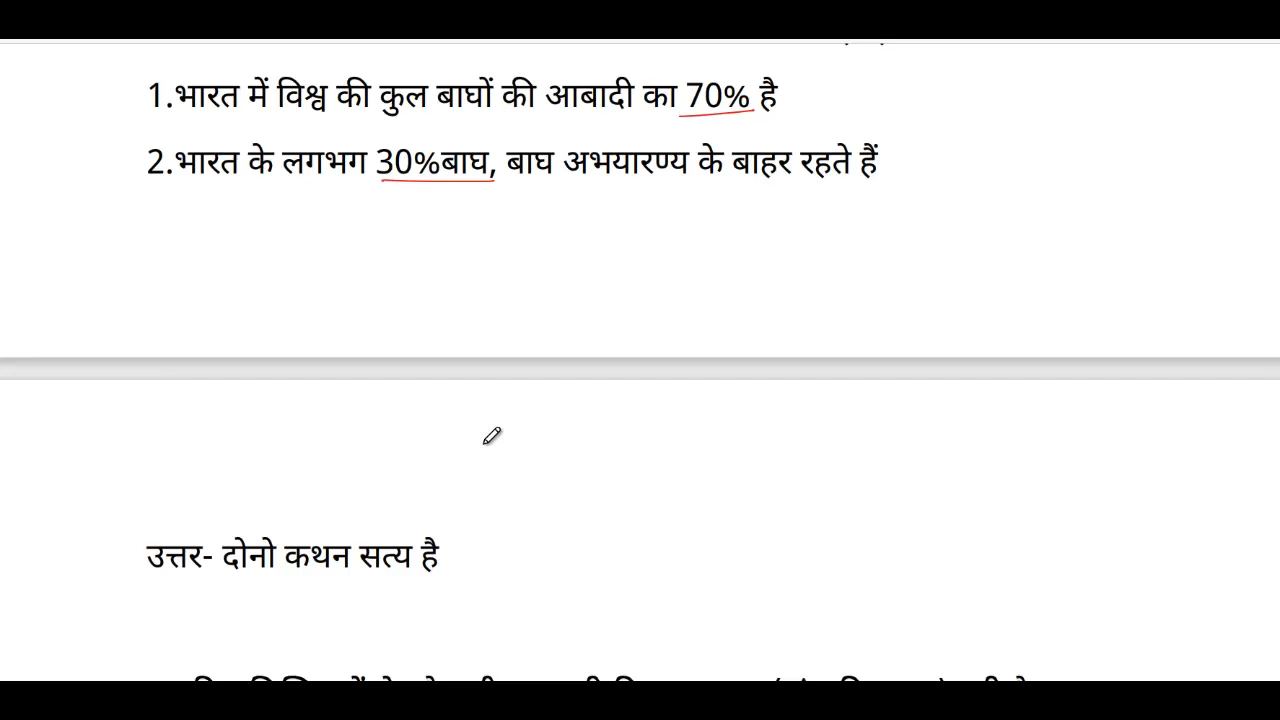 1.भारत में विश्व की कुल बाघों की आबादी का 70% है
2.भारत के लगभग 30%बाघ, बाघ अभयारण्य के बाहर रहते हैं
उत्तर- दोनो कथन सत्य है